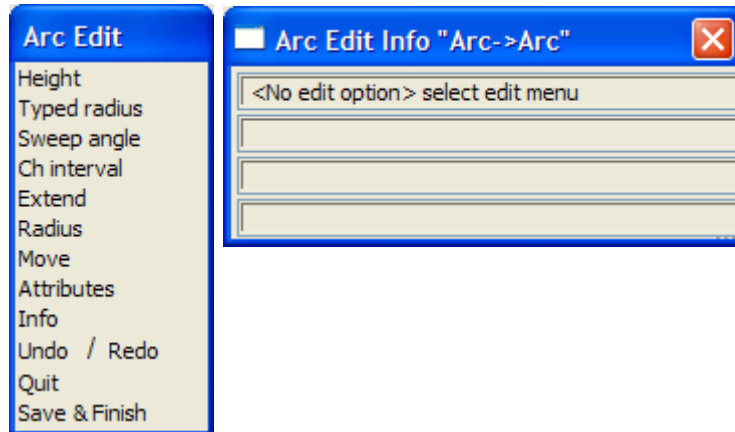 Arc Edit
Height
Typed radius
Sweep angle
Ch interval
Extend
Radius
Move
Attributes
Info
Undo / Redo
Quit
Save & Finish
Arc Edit Info "Arc->Arc"
<No edit option> select edit menu